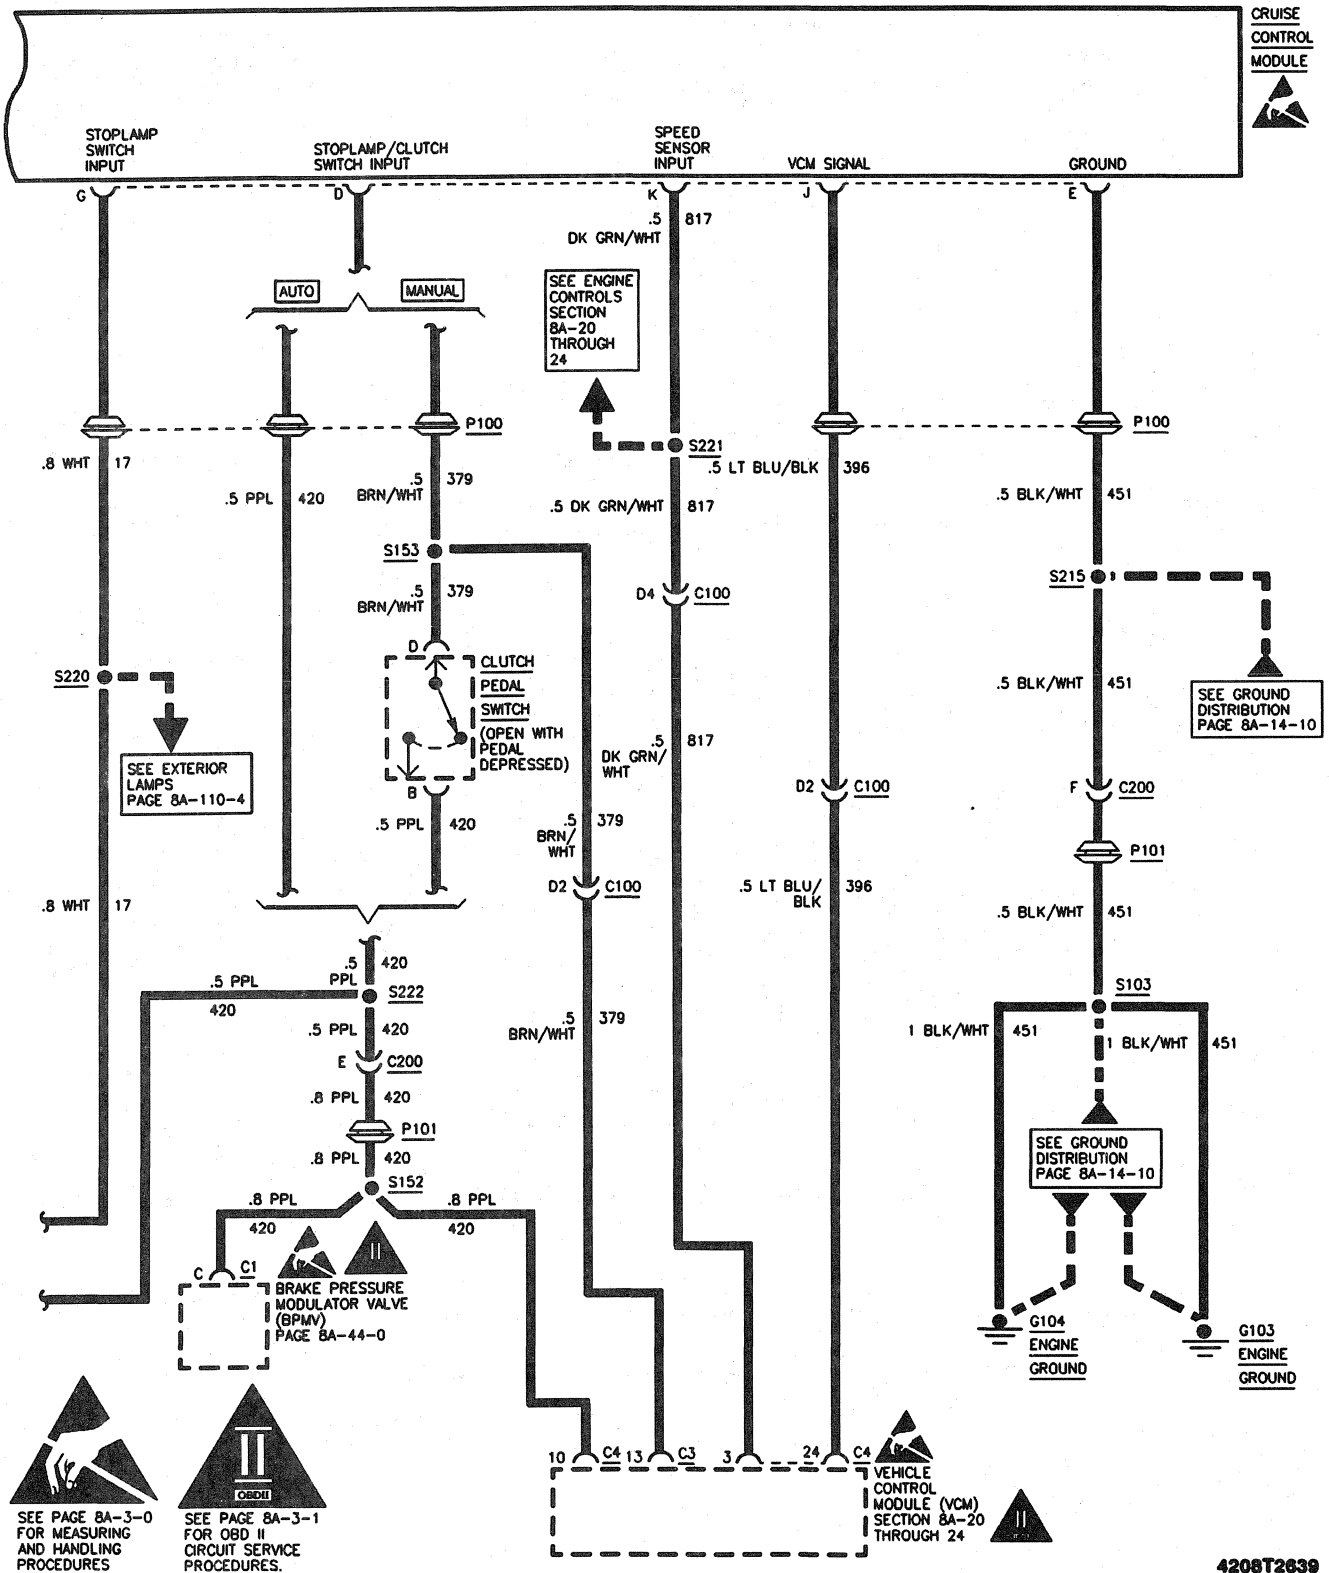 CRUISE
CONTROL
MODULE
STOPLAMP
SWITCH
INPUT
STOPLAMP/CLUTCH
SWITCH INPUT
SPEED
SENSOR
INPUT
VCM SIGNAL
GROUND
G
D
K
J
E
.5
817
DK GRN/WHT
AUTO
MANUAL
SEE ENGINE
CONTROLS
SECTION
8A-20
THROUGH
24
P100
P100
S221
.8 WHT
17
.5 PPL
420
.5
BRN/WHT
379
.5 LT BLU/BLK
396
.5 DK GRN/WHT
817
.5 BLK/WHT
451
S153
.5
BRN/WHT
379
D4
C100
S215
D
CLUTCH
PEDAL
SWITCH
(OPEN WITH
PEDAL
DEPRESSED)
B
S220
SEE EXTERIOR
LAMPS
PAGE 8A-110-4
.5 BLK/WHT
451
SEE GROUND
DISTRIBUTION
PAGE 8A-14-10
.5
DK GRN/
WHT
817
D2
C100
F
C200
.5 PPL
420
.5
BRN/
WHT
379
P101
D2
C100
.5 LT BLU/
BLK
396
.8 WHT
17
.5 BLK/WHT
451
.5
PPL
420
.5 PPL
420
S222
S103
.5 PPL
420
.5
BRN/WHT
379
1 BLK/WHT
451
1 BLK/WHT
451
E
C200
.8 PPL
420
P101
.8 PPL
420
S152
SEE GROUND
DISTRIBUTION
PAGE 8A-14-10
.8 PPL
420
.8 PPL
420
C
C1
II
BRAKE PRESSURE
MODULATOR VALVE
(BPMV)
PAGE 8A-44-0
G104
ENGINE
GROUND
G103
ENGINE
GROUND
10
C4
13
C3
3
24
C4
VEHICLE
CONTROL
MODULE (VCM)
SECTION 8A-20
THROUGH 24
II
II
OBDII
SEE PAGE 8A-3-0
FOR MEASURING
AND HANDLING
PROCEDURES
SEE PAGE 8A-3-1
FOR OBD II
CIRCUIT SERVICE
PROCEDURES.
4208T2639